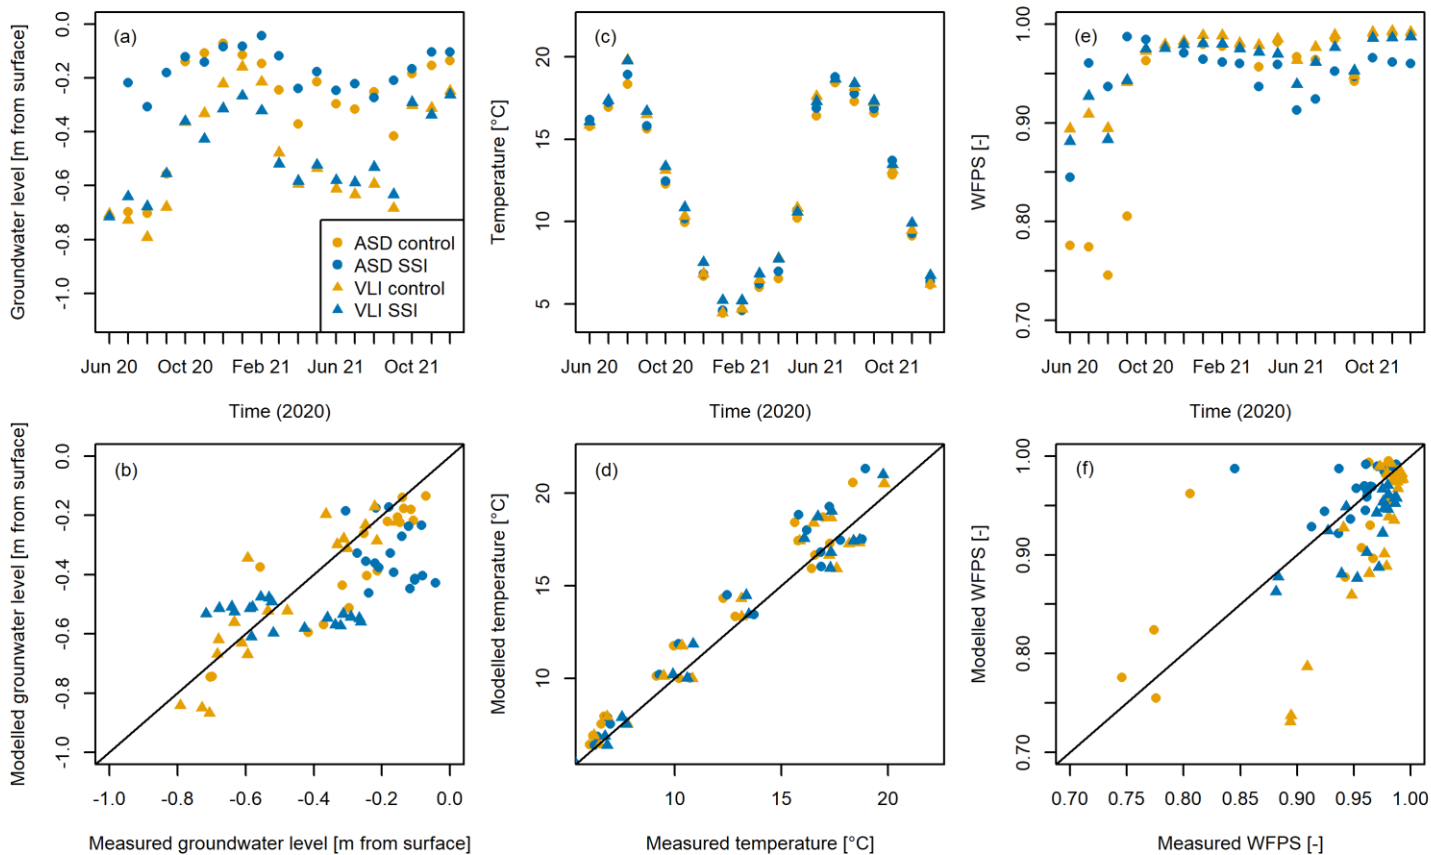 (a)
Groundwater level [m from surface]
0.0
-0.2
-0.4
-0.6
-0.8
-1.0
ASD control
ASD SSI
VLI control
VLI SSI
Jun 20 Oct 20 Feb 21 Jun 21 Oct 21
Time (2020)
(c)
Temperature [°C]
20
15
10
5
Jun 20 Oct 20 Feb 21 Jun 21 Oct 21
Time (2020)
(e)
WFPS [-]
1.00
0.90
0.80
0.70
Jun 20 Oct 20 Feb 21 Jun 21 Oct 21
Time (2020)
(b)
Modelled grounwater level [m from surface]
0.0
-0.2
-0.4
-0.6
-0.8
-1.0
-1.0 -0.8 -0.6 -0.4 -0.2 0.0
Measured groundwater level [m from surface]
(d)
Modelled temperature [°C]
20
15
10
10 15 20
Measured temperature [°C]
(f)
Modelled WFPS [-]
1.00
0.90
0.80
0.70
0.70 0.75 0.80 0.85 0.90 0.95 1.00
Measured WFPS [-]